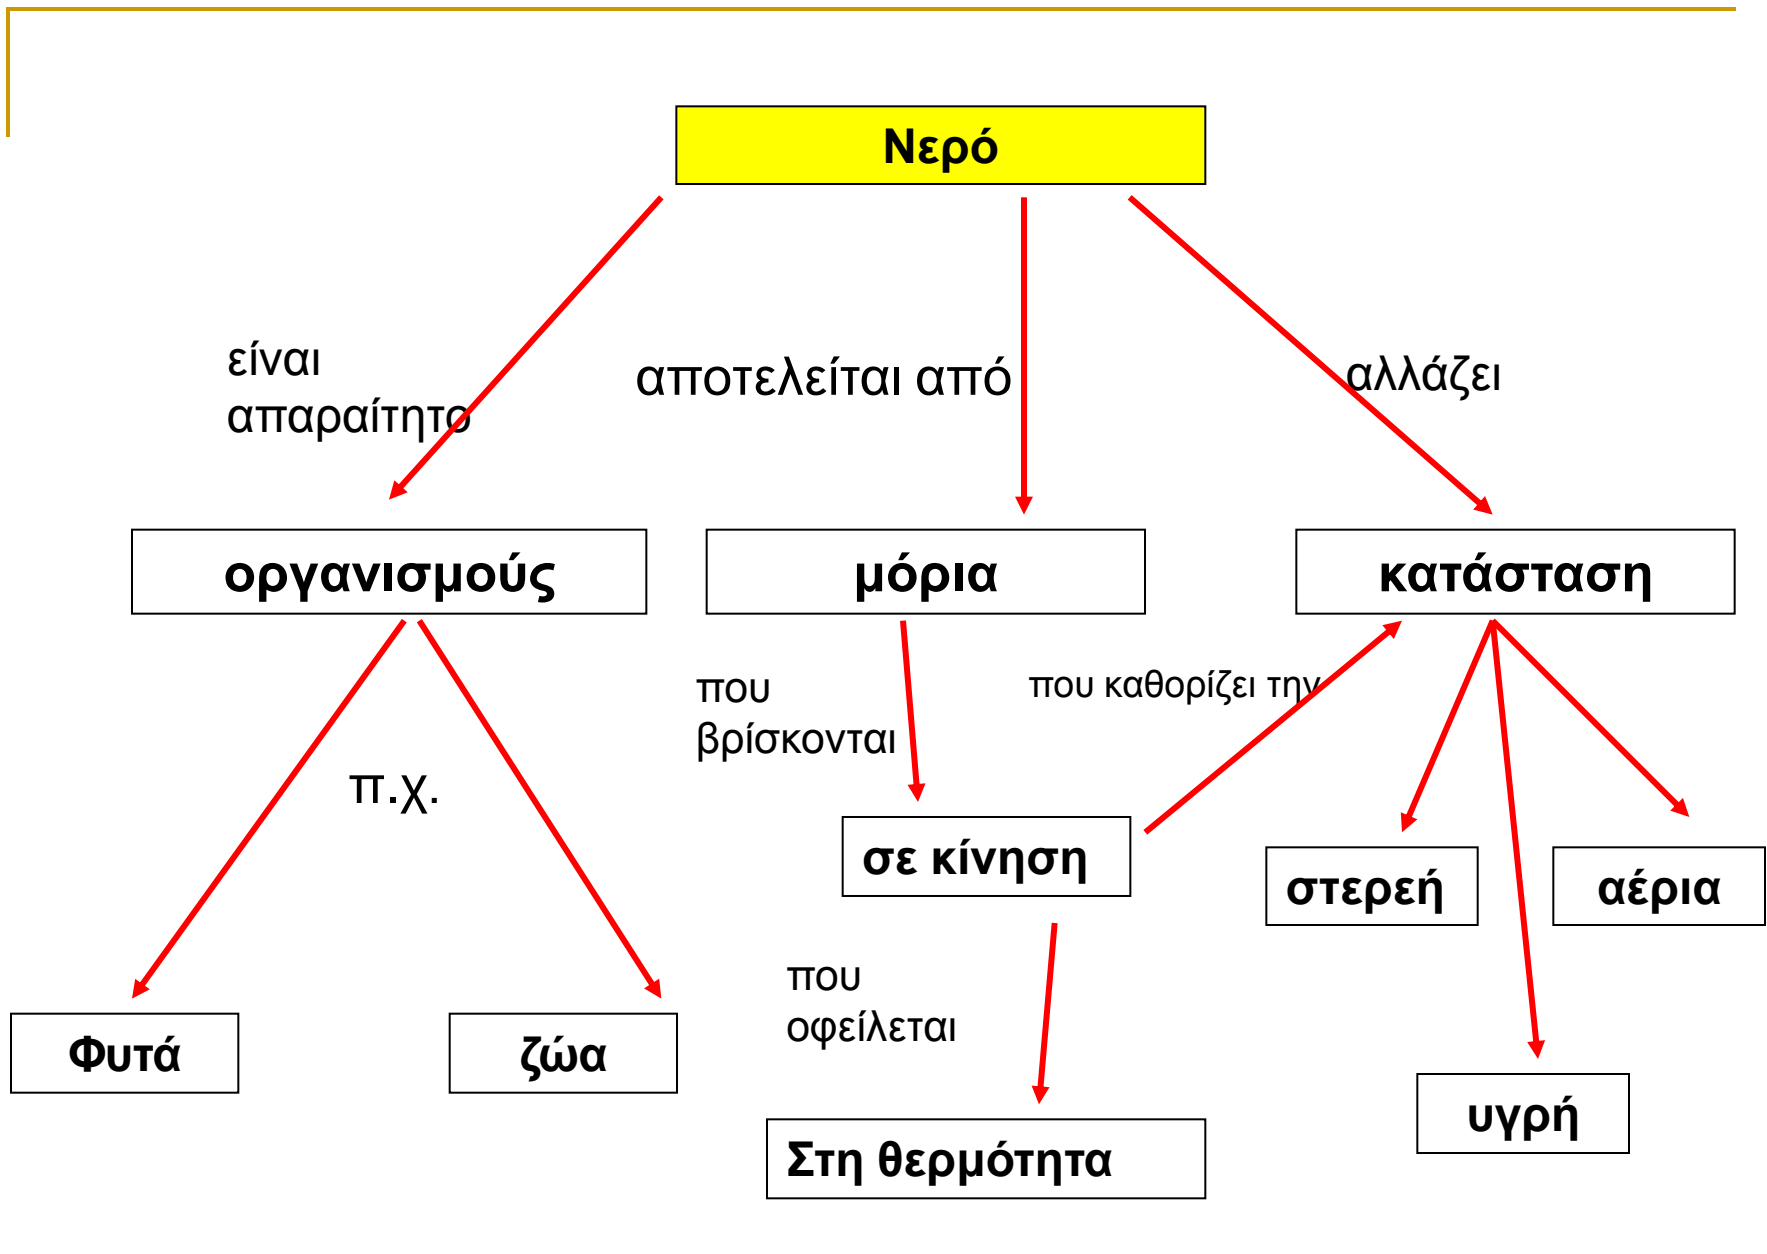 Νερό
είναι
απαραίτητο
αποτελείται από
αλλάζει
οργανισμούς
μόρια
κατάσταση
που
βρίσκονται
που καθορίζει την
π.χ.
σε κίνηση
στερεή
αέρια
που
οφείλεται
Φυτά
ζώα
υγρή
Στη θερμότητα